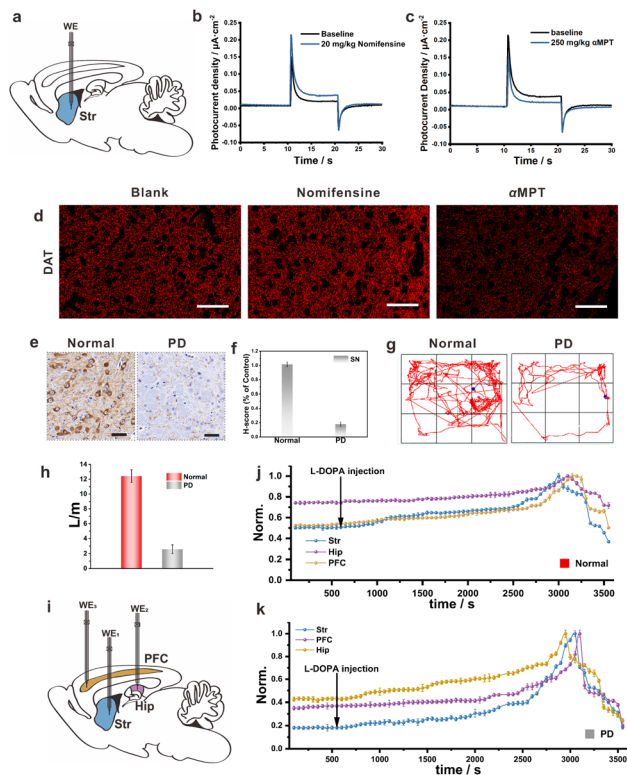 a
WE
Str
b
Photocurrent density / μA·cm⁻²
0.25
0.20
0.15
0.10
0.05
0.00
-0.05
-0.10
Baseline
20 mg/kg Nomifensine
0 5 10 15 20 25 30
Time / s
c
Photocurrent Density / μA·cm⁻²
0.25
0.20
0.15
0.10
0.05
0.00
-0.05
-0.10
baseline
250 mg/kg αMPT
0 5 10 15 20 25 30
Time / s
Blank Nomifensine αMPT
d
DAT
e
Normal PD
f
H-score (% of Control)
1.2
1.0
0.8
0.6
0.4
0.2
0.0
SN
Normal PD
g
Normal PD
h
L/m
14
12
10
8
6
4
2
0
Normal
PD
j
L-DOPA injection
Norm.
1.0
0.8
0.6
0.4
0.2
0.0
Str
Hip
PFC
Normal
500 1000 1500 2000 2500 3000 3500
time / s
i
WE₃
WE₁
WE₂
PFC
Hip
Str
k
Norm.
1.0
0.8
0.6
0.4
0.2
0.0
Str
PFC
Hip
L-DOPA injection
PD
0 500 1000 1500 2000 2500 3000 3500
time / s